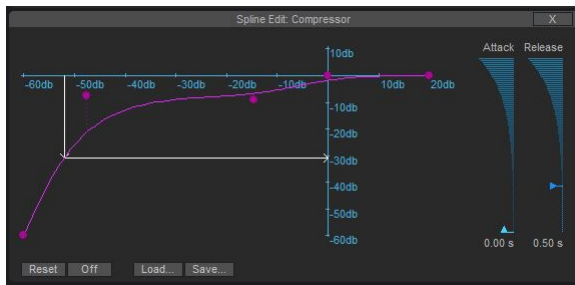 Spline Edit: Compressor X
Attack Release
10db
-60db -50db -40db -30db -20db -10db 10db 20db
-10db
-20db
-30db
-40db
-50db
-60db
0.00 s 0.50 s
Reset Off Load... Save...